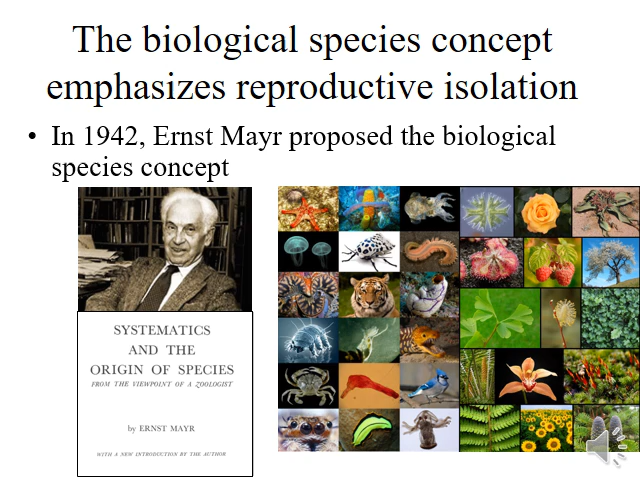 The biological species concept
emphasizes reproductive isolation
• In 1942, Ernst Mayr proposed the biological
species concept
SYSTEMATICS
AND THE
ORIGIN OF SPECIES
FROM THE VIEWPOINT OF A ZOOLOGIST
by ERNST MAYR
WITH A NEW INTRODUCTION BY THE AUTHOR